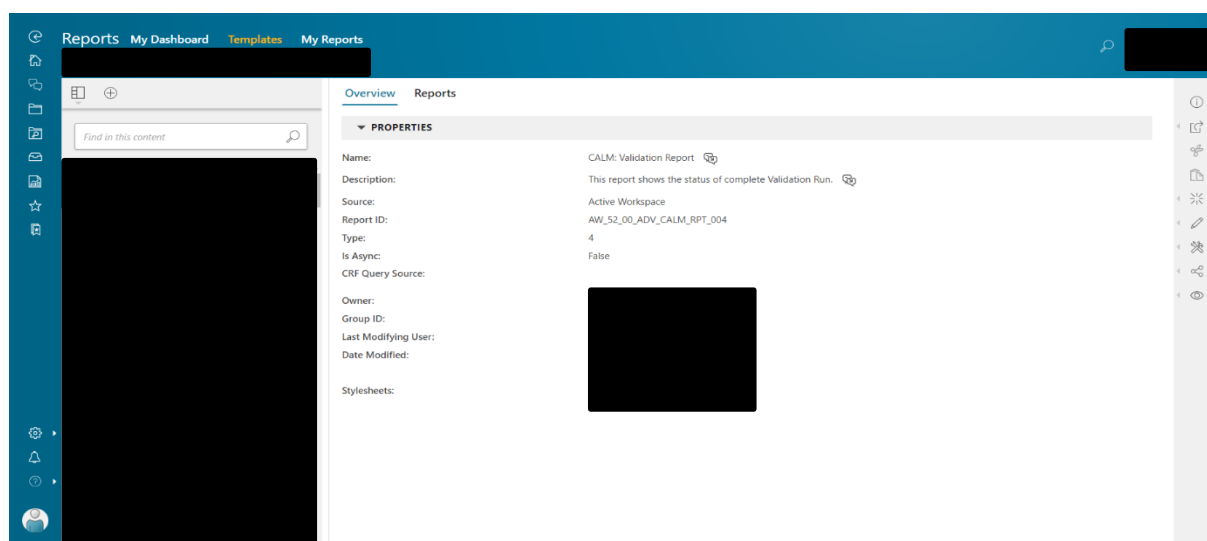 Reports My Dashboard Templates My Reports
Find in this content
Overview Reports
PROPERTIES
Name: CALM: Validation Report
Description: This report shows the status of complete Validation Run.
Source: Active Workspace
Report ID: AW_52_00_ADV_CALM_RPT_004
Type: 4
Is Async: False
CRF Query Source:
Owner:
Group ID:
Last Modifying User:
Date Modified:
Stylesheets: